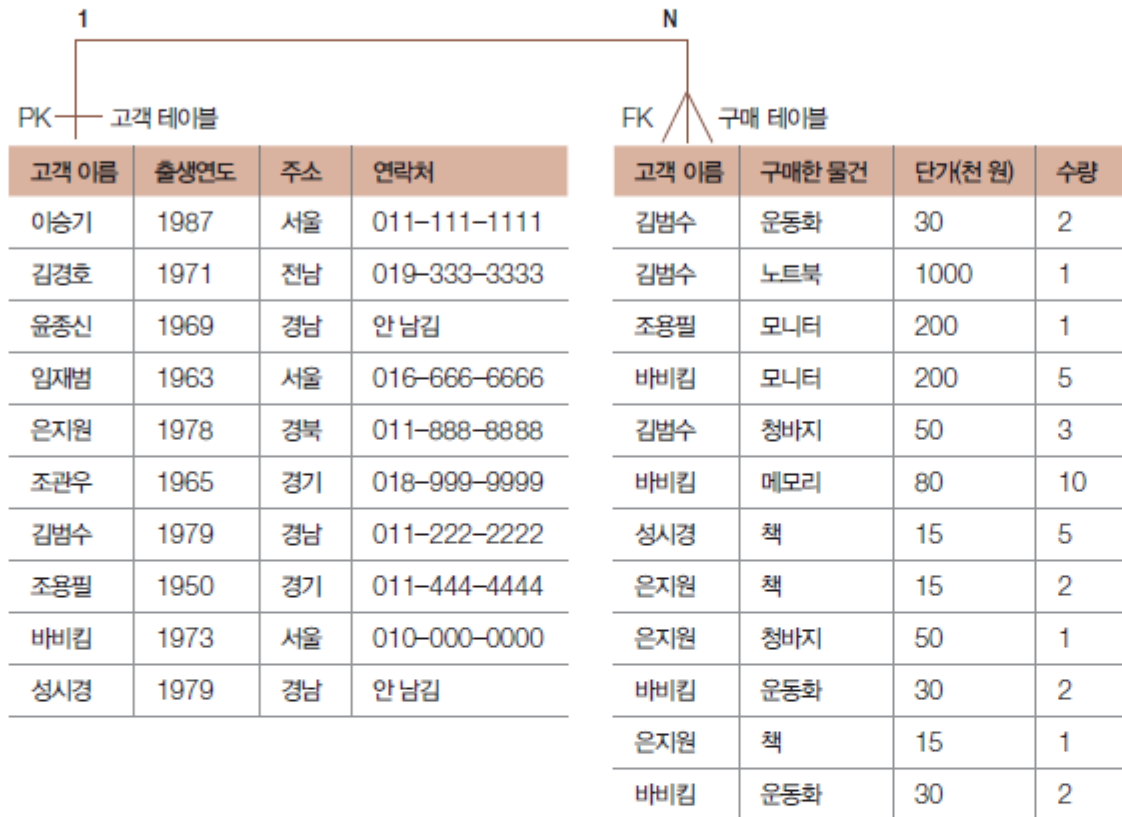 1 N
PK 고객 테이블
고객 이름 출생연도 주소 연락처
이승기 1987 서울 011-111-1111
김경호 1971 전남 019-333-3333
윤종신 1969 경남 안 남김
임재범 1963 서울 016-666-6666
은지원 1978 경북 011-888-8888
조관우 1965 경기 018-999-9999
김범수 1979 경남 011-222-2222
조용필 1950 경기 011-444-4444
바비킴 1973 서울 010-000-0000
성시경 1979 경남 안 남김
FK 구매 테이블
고객 이름 구매한 물건 단가(천 원) 수량
김범수 운동화 30 2
김범수 노트북 1000 1
조용필 모니터 200 1
바비킴 모니터 200 5
김범수 청바지 50 3
바비킴 메모리 80 10
성시경 책 15 5
은지원 책 15 2
은지원 청바지 50 1
바비킴 운동화 30 2
은지원 책 15 1
바비킴 운동화 30 2